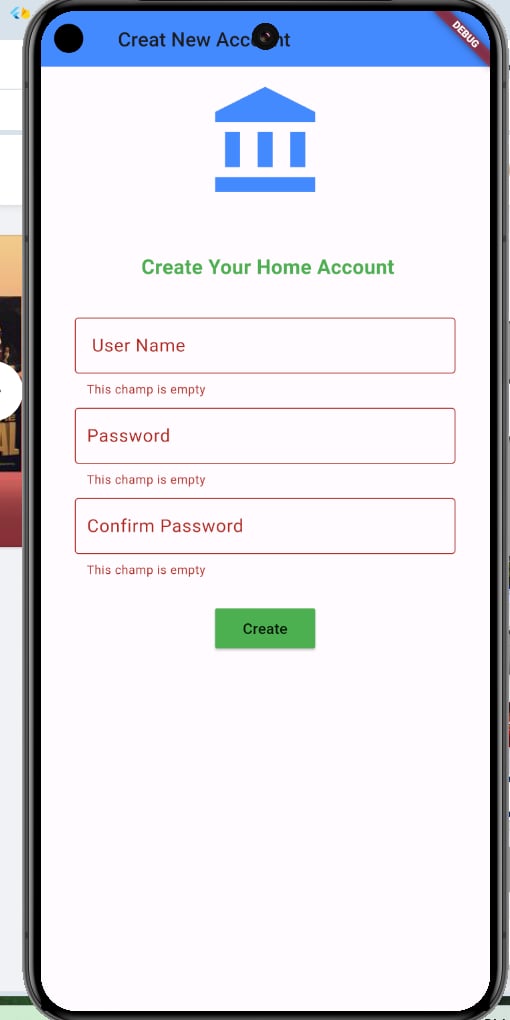 Creat New Account
DEBUG
Create Your Home Account
User Name
This champ is empty
Password
This champ is empty
Confirm Password
This champ is empty
Create
AL